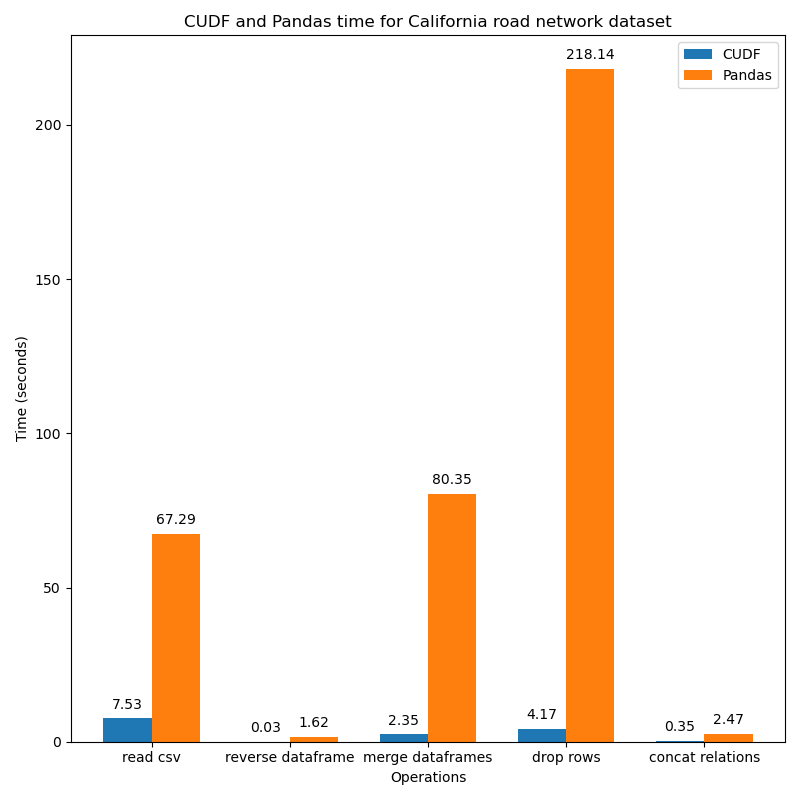 CUDF and Pandas time for California road network dataset
CUDF
Pandas
Time (seconds)
200
150
100
50
0
7.53
67.29
0.03
1.62
2.35
80.35
4.17
218.14
0.35
2.47
read csv
reverse dataframe
merge dataframes
drop rows
concat relations
Operations